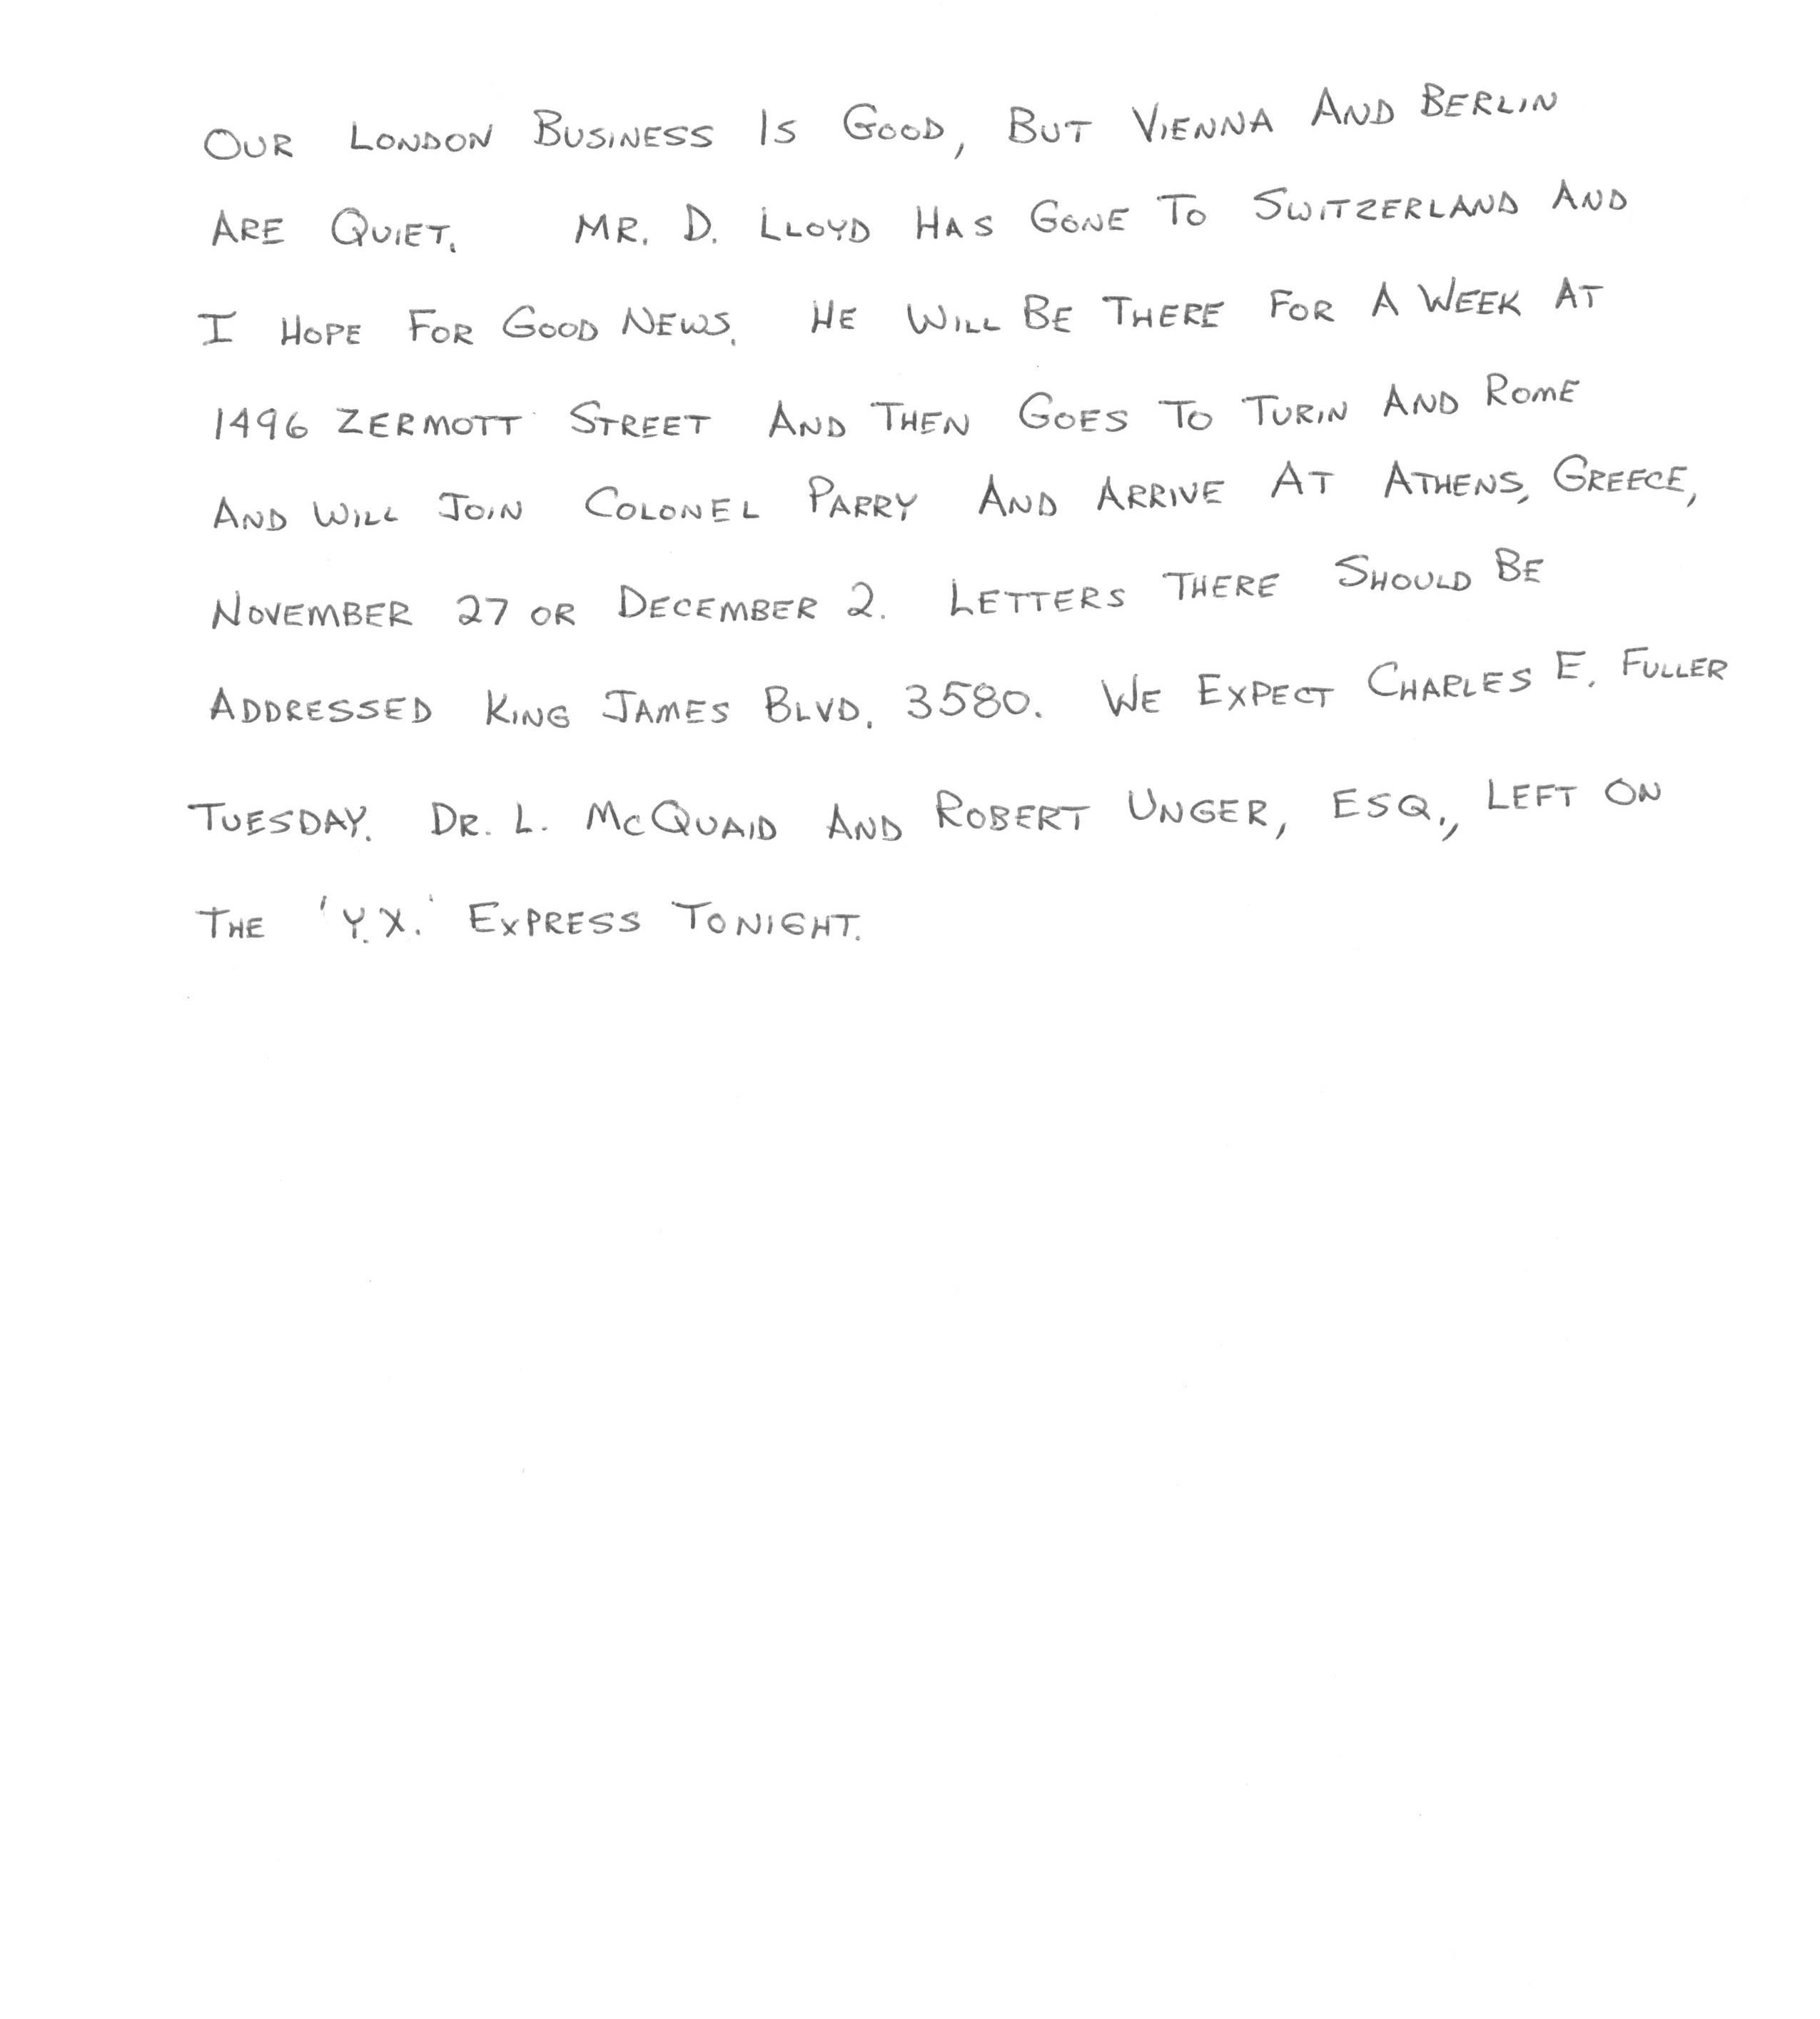 OUR LONDON BUSINESS IS GOOD, BUT VIENNA AND BERLIN
ARE QUIET. MR. D. LLOYD HAS GONE TO SWITZERLAND AND
I HOPE FOR GOOD NEWS. HE WILL BE THERE FOR A WEEK AT
1496 ZERMOTT STREET AND THEN GOES TO TURIN AND ROME
AND WILL JOIN COLONEL PARRY AND ARRIVE AT ATHENS, GREECE,
NOVEMBER 27 OR DECEMBER 2. LETTERS THERE SHOULD BE
ADDRESSED KING JAMES BLVD. 3580. WE EXPECT CHARLES E. FULLER
TUESDAY. DR. L. MCQUAID AND ROBERT UNGER, ESQ., LEFT ON
THE 'Y.X.' EXPRESS TONIGHT.